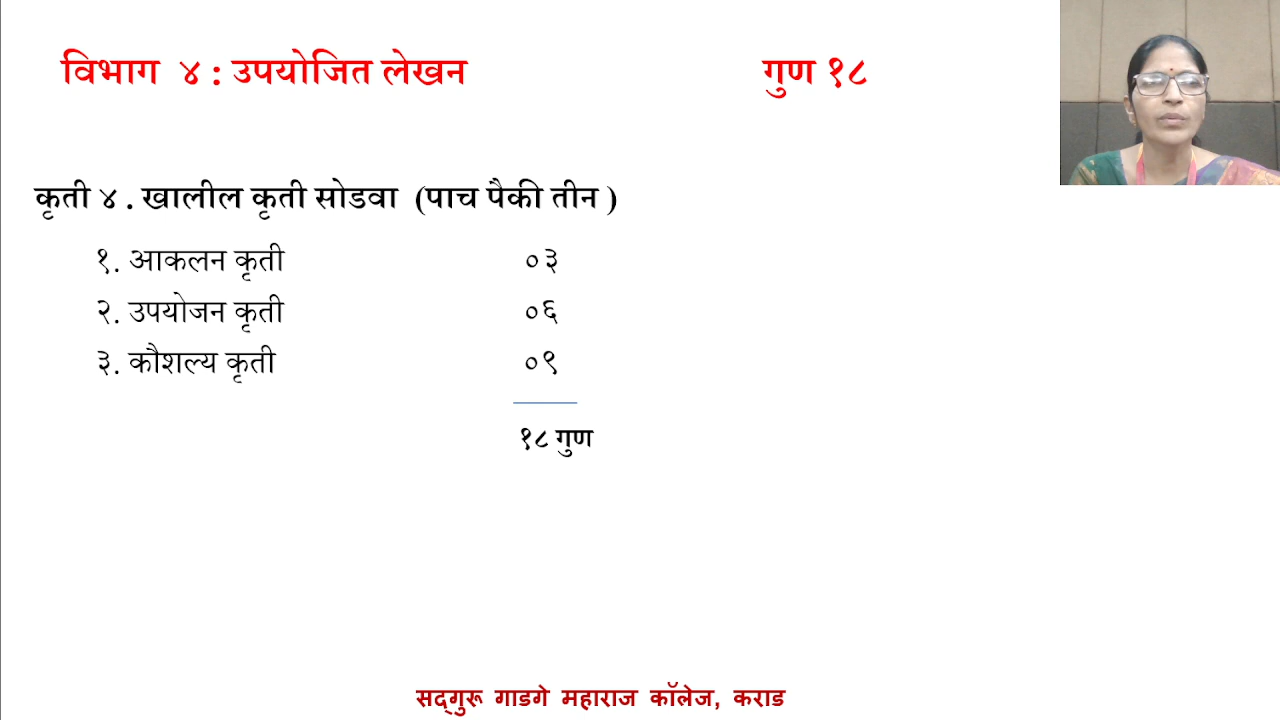 विभाग ४ : उपयोजित लेखन गुण १८
कृती ४ . खालील कृती सोडवा (पाच पैकी तीन )
१. आकलन कृती ०३
२. उपयोजन कृती ०६
३. कौशल्य कृती ०९
१८ गुण
सद्गुरू गाडगे महाराज कॉलेज, कराड